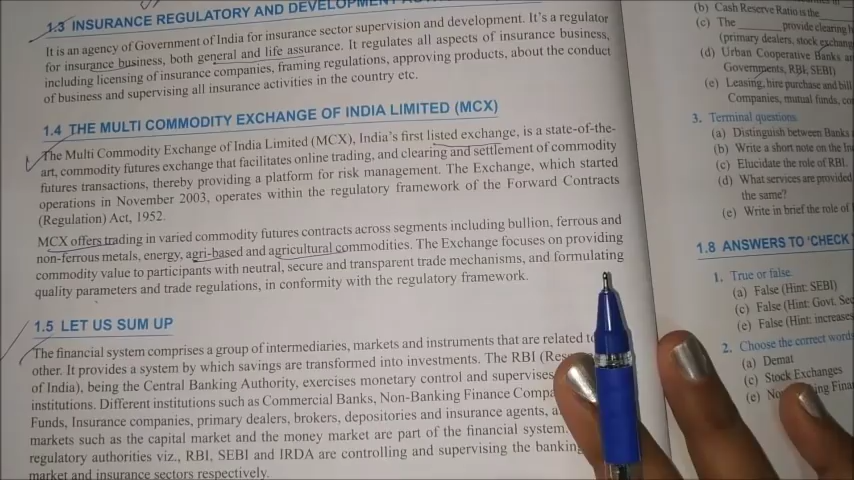 1.3 INSURANCE REGULATORY AND DEVELOPMENT
It is an agency of Government of India for insurance sector supervision and development. It's a regulator
for insurance business, both general and life assurance. It regulates all aspects of insurance business,
including licensing of insurance companies, framing regulations, approving products, about the conduct
of business and supervising all insurance activities in the country etc.
1.4 THE MULTI COMMODITY EXCHANGE OF INDIA LIMITED (MCX)
The Multi Commodity Exchange of India Limited (MCX), India's first listed exchange, is a state-of-the-
art, commodity futures exchange that facilitates online trading, and clearing and settlement of commodity
futures transactions, thereby providing a platform for risk management. The Exchange, which started
operations in November 2003, operates within the regulatory framework of the Forward Contracts
(Regulation) Act, 1952.
MCX offers trading in varied commodity futures contracts across segments including bullion, ferrous and
non-ferrous metals, energy, agri-based and agricultural commodities. The Exchange focuses on providing
commodity value to participants with neutral, secure and transparent trade mechanisms, and formulating
quality parameters and trade regulations, in conformity with the regulatory framework.
1.5 LET US SUM UP
The financial system comprises a group of intermediaries, markets and instruments that are related to
other. It provides a system by which savings are transformed into investments. The RBI
of India), being the Central Banking Authority, exercises monetary control and supervises
institutions. Different institutions such as Commercial Banks, Non-Banking Finance
Funds, Insurance companies, primary dealers, brokers, depositories and insurance agents,
markets such as the capital market and the money market are part of the financial system.
regulatory authorities viz., RBI, SEBI and IRDA are controlling and supervising the banking
market and insurance sectors respectively.
(b) Cash Reserve Ratio is the
(c) The ________ provide clearing
(primary dealers, stock
(d) Urban Cooperative Banks
Governments, RBI, SEBI)
(e) Leasing, hire purchase and bill
Companies, mutual funds,
3. Terminal questions
(a) Distinguish between Banks
(b) Write a short note on the
(c) Elucidate the role of RBI.
(d) What services are provided
the same?
(e) Write in brief the role of
1.8 ANSWERS TO 'CHECK
1. True or false
(a) False (Hint: SEBI)
(c) False (Hint: Govt.
(e) False (Hint: increases
2. Choose the correct
(a) Demat
(c) Stock Exchanges
(e)